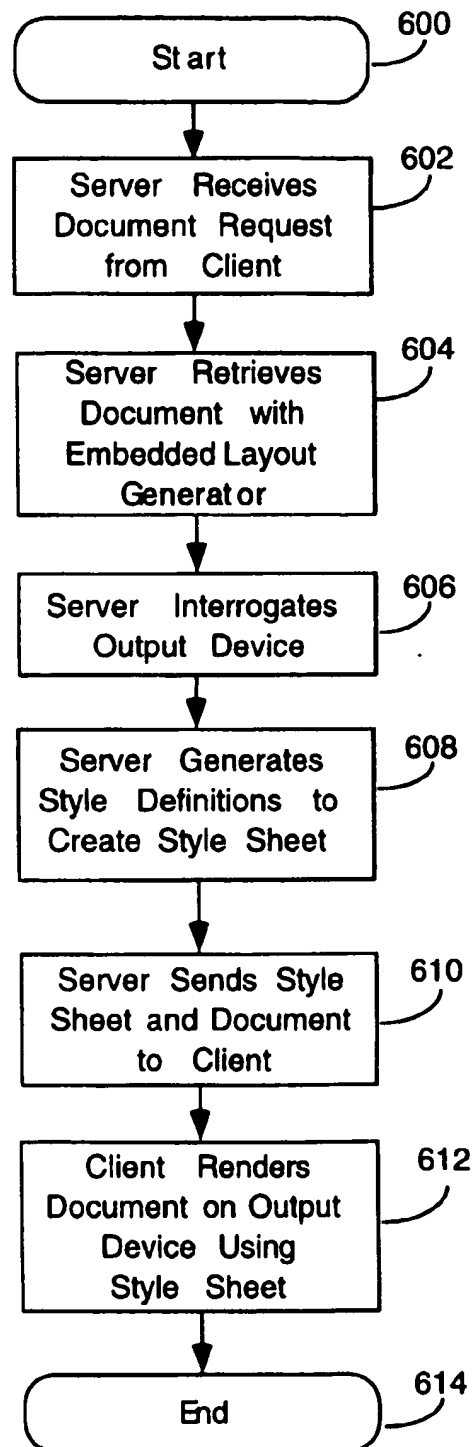 Start
600
Server Receives
Document Request
from Client
602
Server Retrieves
Document with
Embedded Layout
Generator
604
Server Interrogates
Output Device
606
Server Generates
Style Definitions to
Create Style Sheet
608
Server Sends Style
Sheet and Document
to Client
610
Client Renders
Document on Output
Device Using
Style Sheet
612
End
614